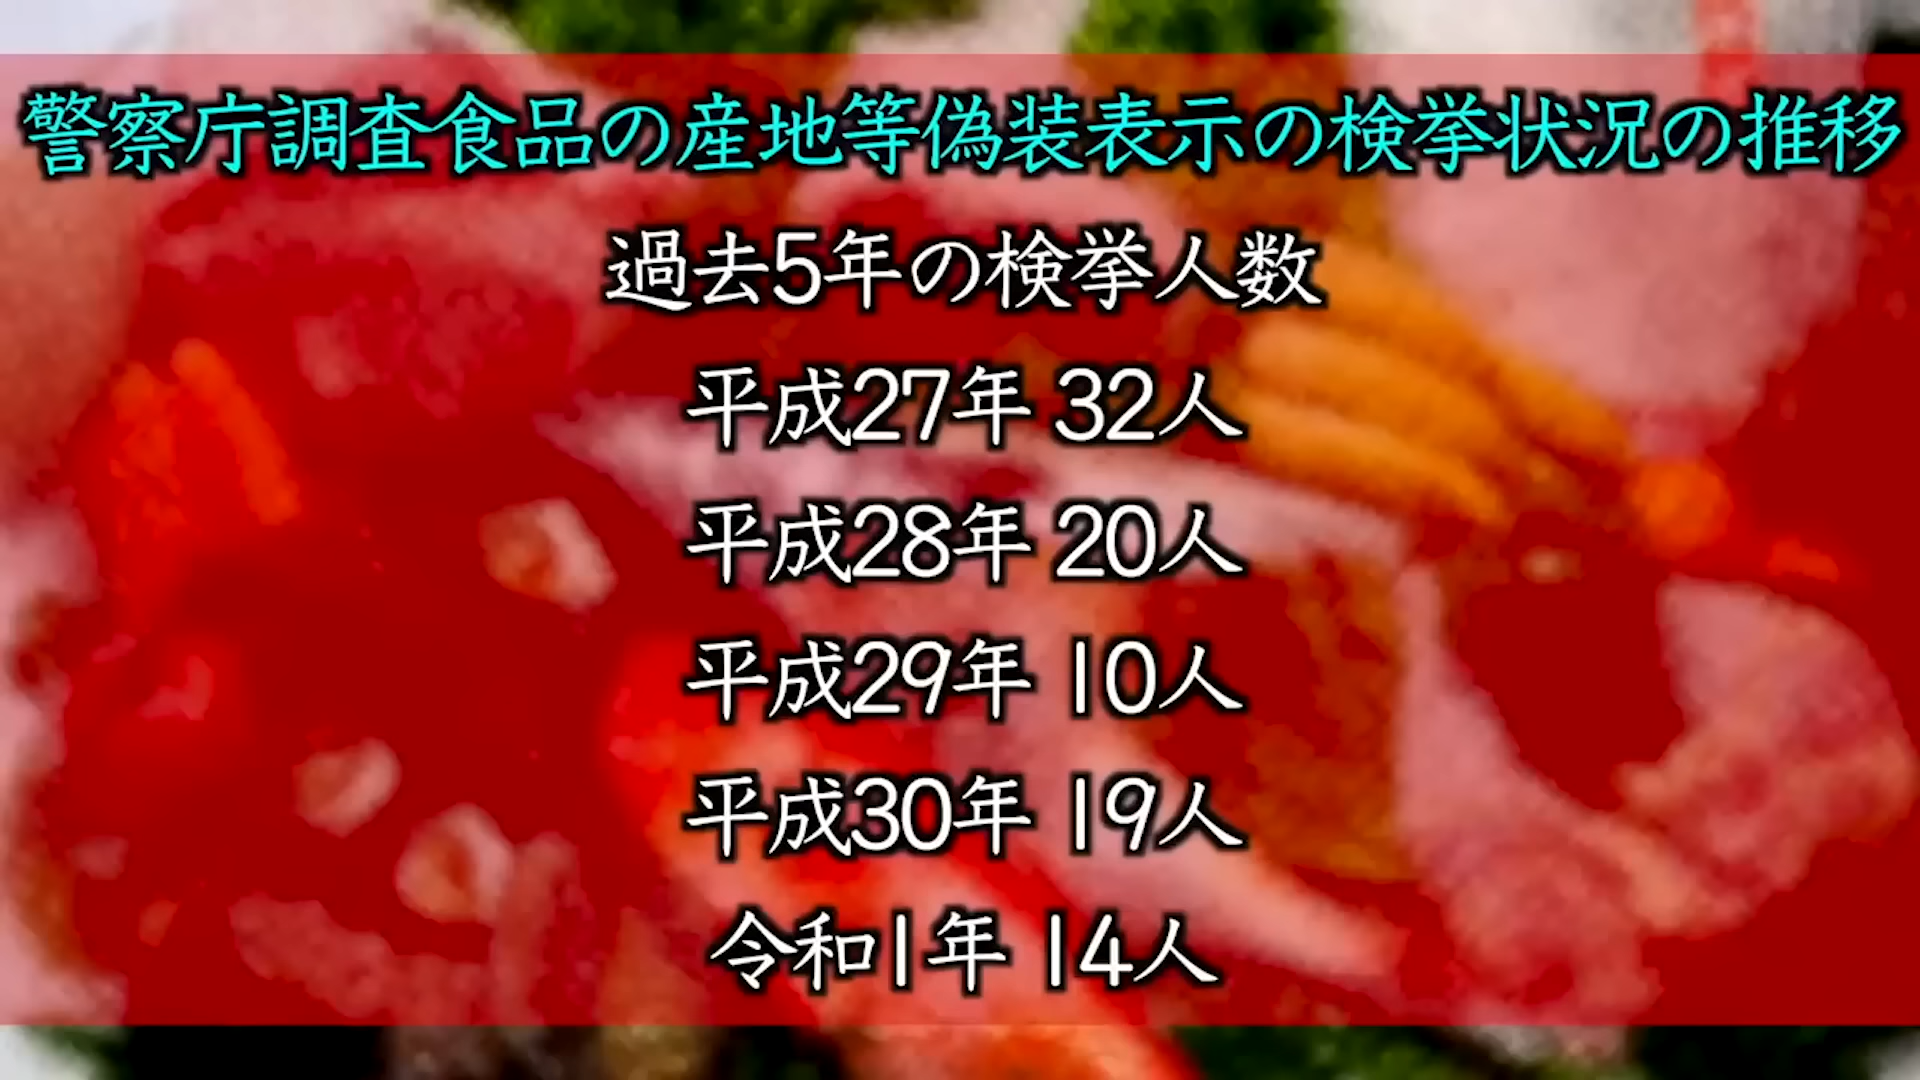 警察庁調査食品の産地等偽装表示の検挙状況の推移
過去5年の検挙人数
平成27年 32人
平成28年 20人
平成29年 10人
平成30年 19人
令和1年 14人